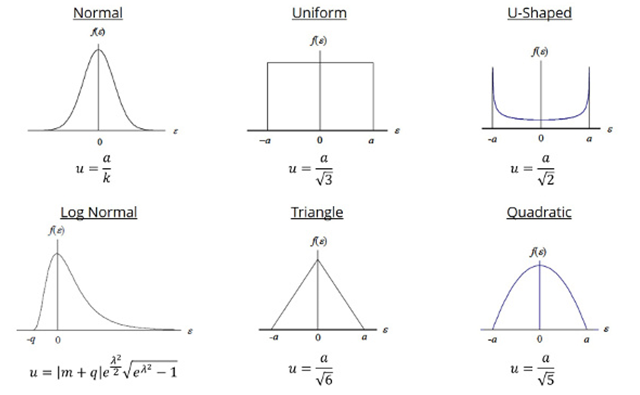 Normal
f(ε)
ε
0
u = a/k
Uniform
f(ε)
ε
-a 0 a
u = a/√3
U-Shaped
f(ε)
ε
-a 0 a
u = a/√2
Log Normal
f(ε)
ε
-q 0
u = |m + q|e^(λ²/2)√(e^(λ²) − 1)
Triangle
f(ε)
ε
-a 0 a
u = a/√6
Quadratic
f(ε)
ε
-a 0 a
u = a/√5